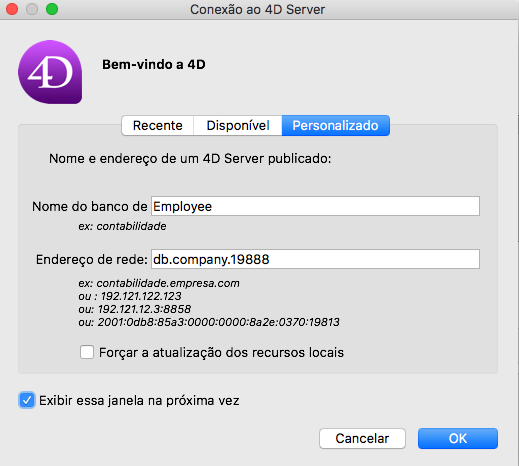 Conexão ao 4D Server
4D
Bem-vindo a 4D
Recente Disponível Personalizado
Nome e endereço de um 4D Server publicado:
Nome do banco de Employee
ex: contabilidade
Endereço de rede: db.company.19888
ex: contabilidade.empresa.com
ou : 192.121.122.123
ou: 192.121.12.3:8858
ou: 2001:0db8:85a3:0000:0000:8a2e:0370:19813
Forçar a atualização dos recursos locais
Exibir essa janela na próxima vez
Cancelar OK